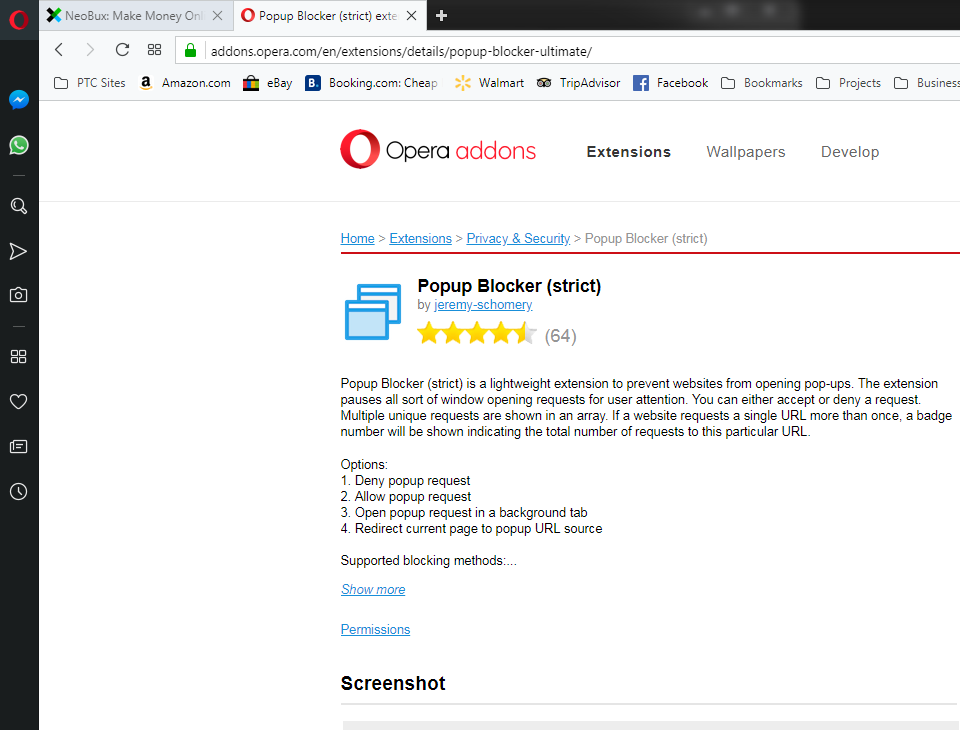 NeoBux: Make Money Onl
Popup Blocker (strict) exte
addons.opera.com/en/extensions/details/popup-blocker-ultimate/
PTC Sites
a Amazon.com
eBay
B. Booking.com: Cheap
Walmart
TripAdvisor
Facebook
Bookmarks
Projects
Business
Opera addons
Extensions
Wallpapers
Develop
Home > Extensions > Privacy & Security > Popup Blocker (strict)
Popup Blocker (strict)
by jeremy-schomery
(64)
Popup Blocker (strict) is a lightweight extension to prevent websites from opening pop-ups. The extension
pauses all sort of window opening requests for user attention. You can either accept or deny a request.
Multiple unique requests are shown in an array. If a website requests a single URL more than once, a badge
number will be shown indicating the total number of requests to this particular URL.
Options:
1. Deny popup request
2. Allow popup request
3. Open popup request in a background tab
4. Redirect current page to popup URL source
Supported blocking methods:...
Show more
Permissions
Screenshot